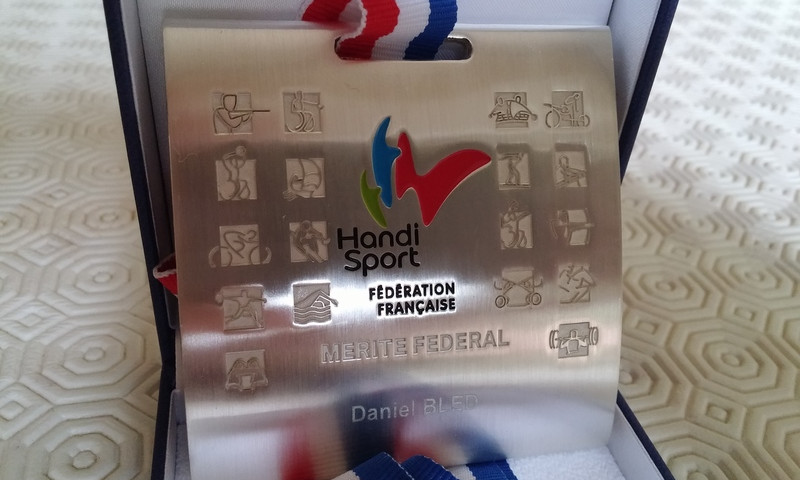 Handi
Sport
FÉDÉRATION
FRANÇAISE
MERITE FEDERAL
Daniel BLED